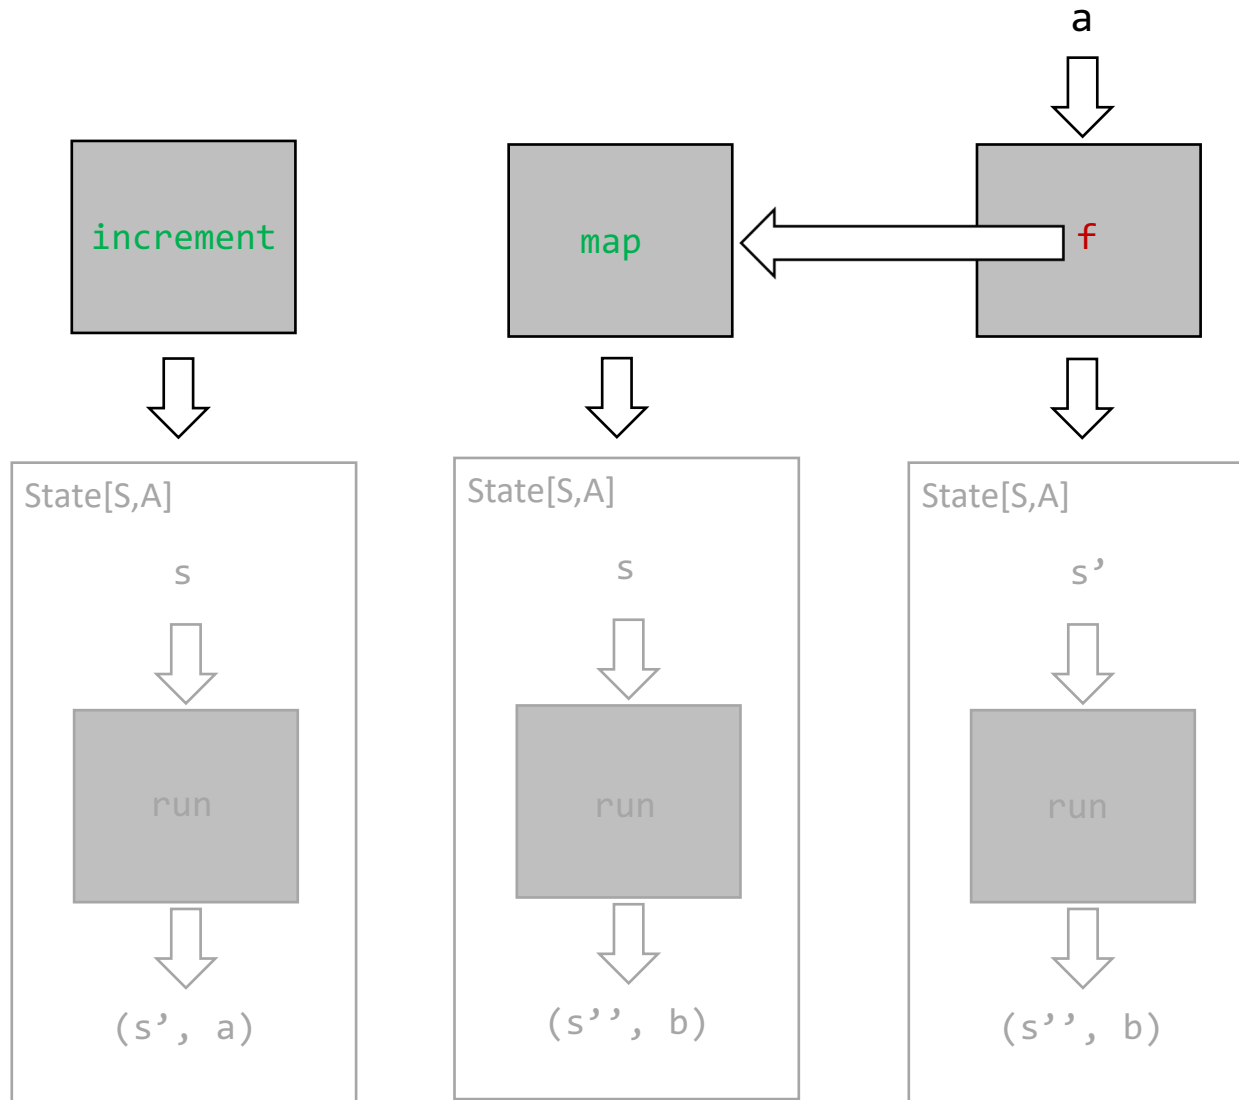 a
increment
map
f
State[S,A]
State[S,A]
State[S,A]
s
s
s’
run
run
run
(s’, a)
(s’’, b)
(s’’, b)